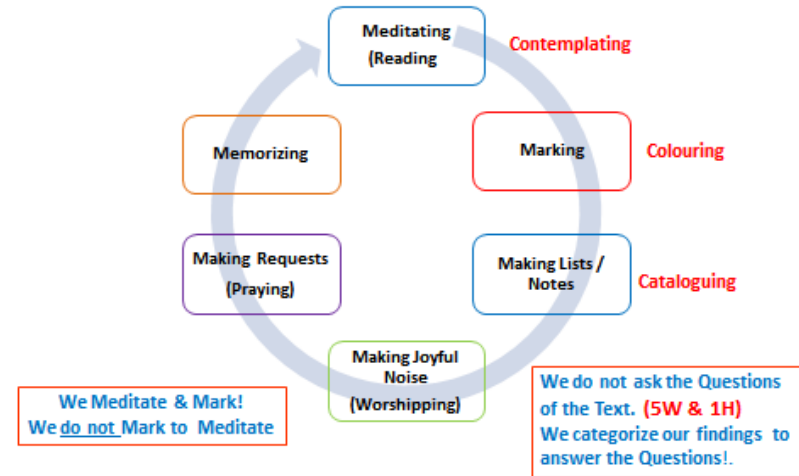 Meditating
(Reading
Contemplating
Marking
Colouring
Making Lists /
Notes
Cataloguing
Making Joyful
Noise
(Worshipping)
Making Requests
(Praying)
Memorizing
We Meditate & Mark!
We do not Mark to Meditate
We do not ask the Questions
of the Text. (5W & 1H)
We categorize our findings to
answer the Questions!.